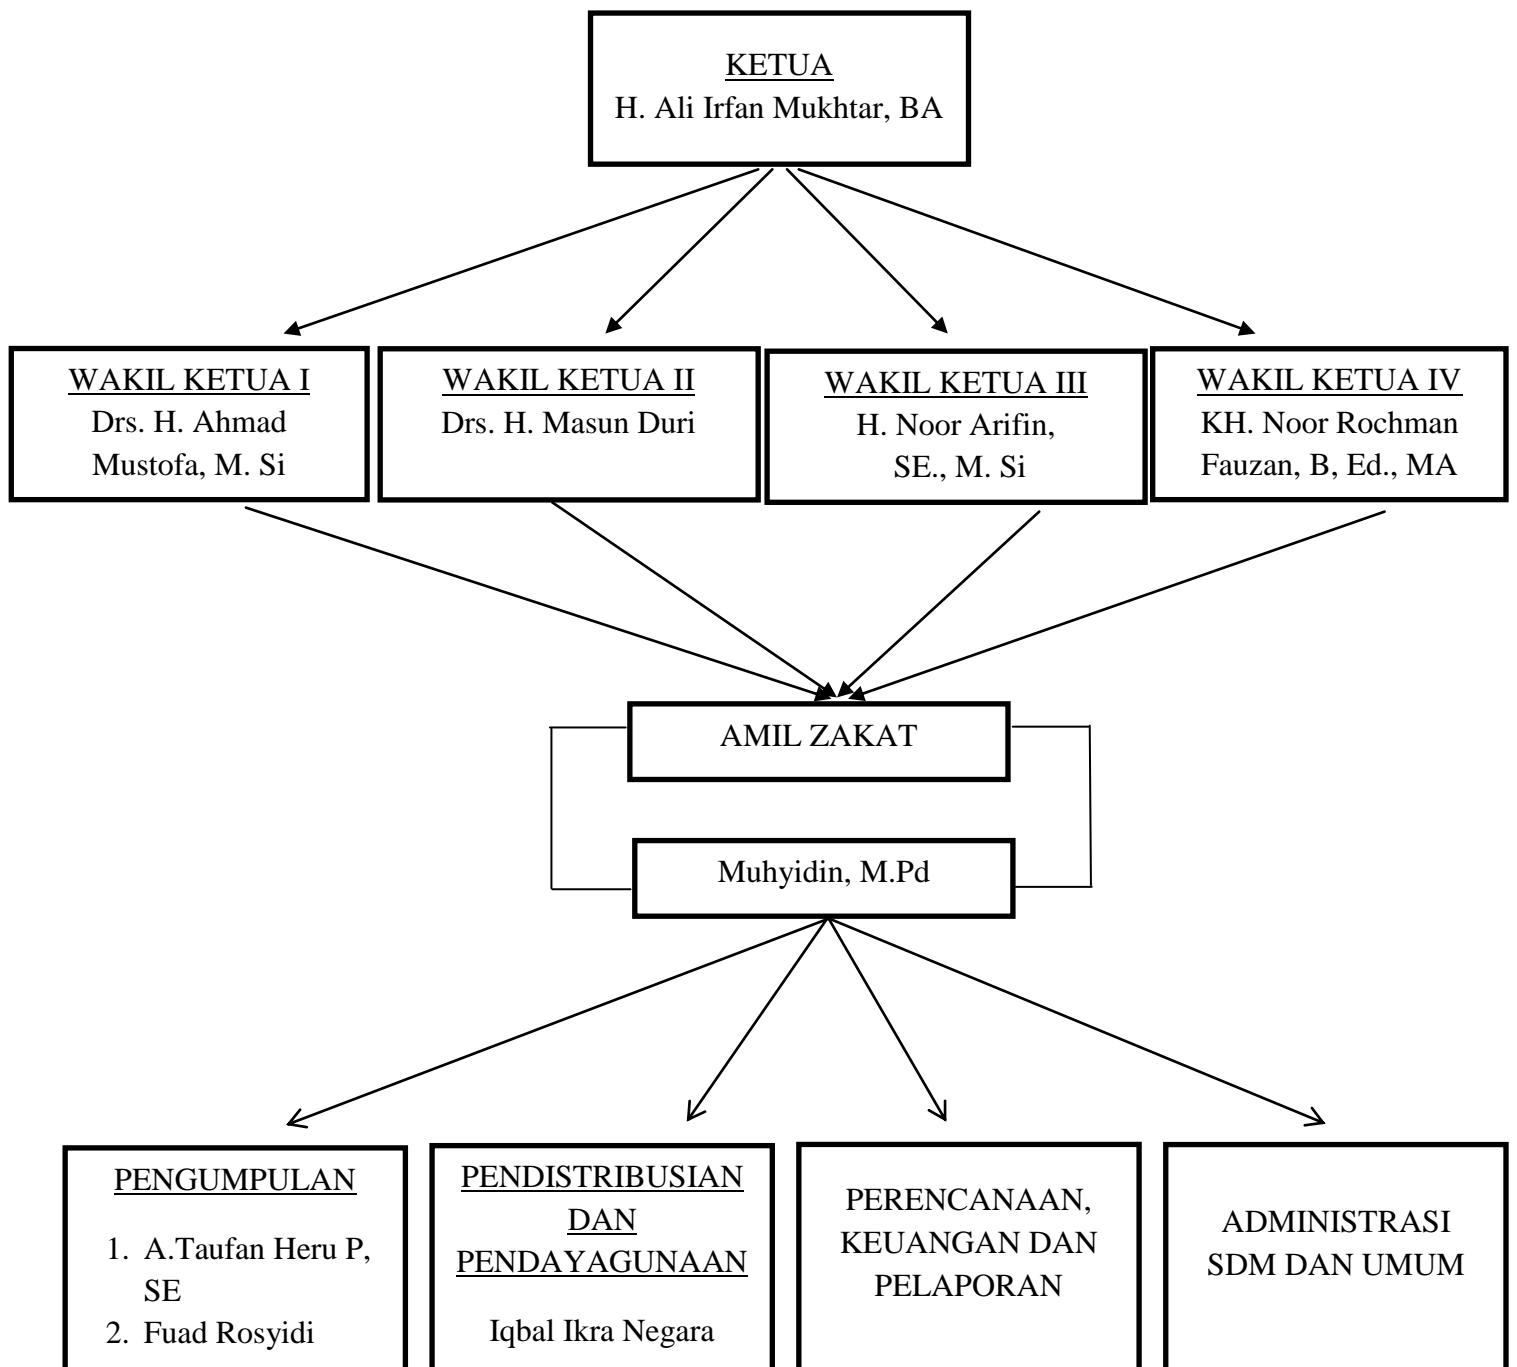 KETUA
H. Ali Irfan Mukhtar, BA
WAKIL KETUA I
Drs. H. Ahmad
Mustofa, M. Si
WAKIL KETUA II
Drs. H. Masun Duri
WAKIL KETUA III
H. Noor Arifin,
SE., M. Si
WAKIL KETUA IV
KH. Noor Rochman
Fauzan, B, Ed., MA
AMIL ZAKAT
Muhyidin, M.Pd
PENGUMPULAN
1. A.Taufan Heru P,
SE
2. Fuad Rosyidi
PENDISTRIBUSIAN
DAN
PENDAYAGUNAAN
Iqbal Ikra Negara
PERENCANAAN,
KEUANGAN DAN
PELAPORAN
ADMINISTRASI
SDM DAN UMUM